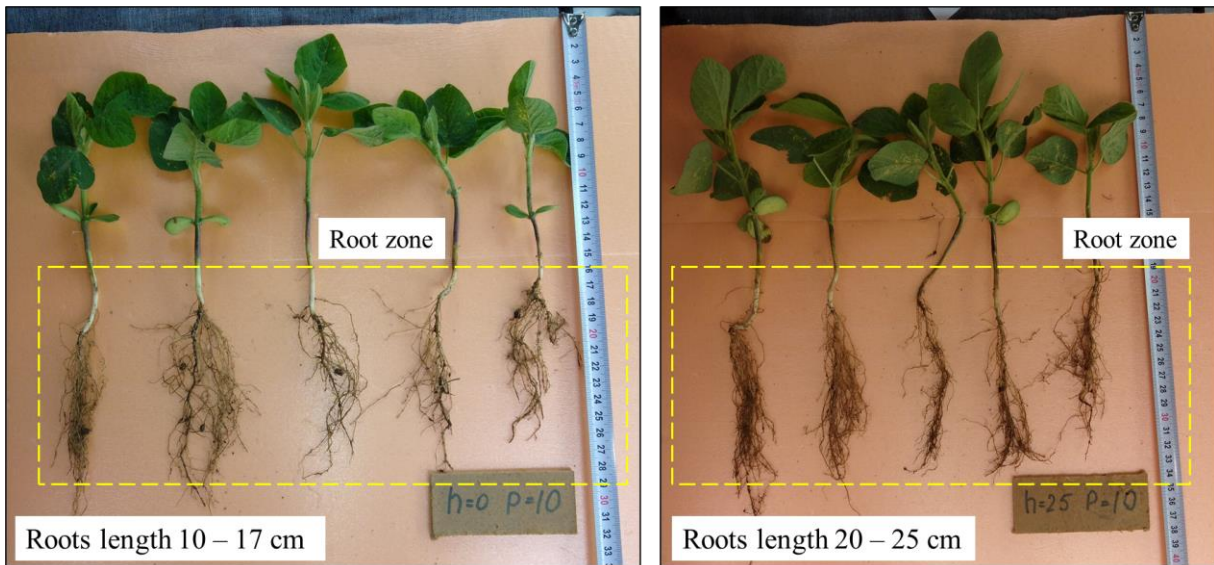 Root zone
h=0 P=10
Roots length 10 – 17 cm
Root zone
h=25 P=10
Roots length 20 – 25 cm